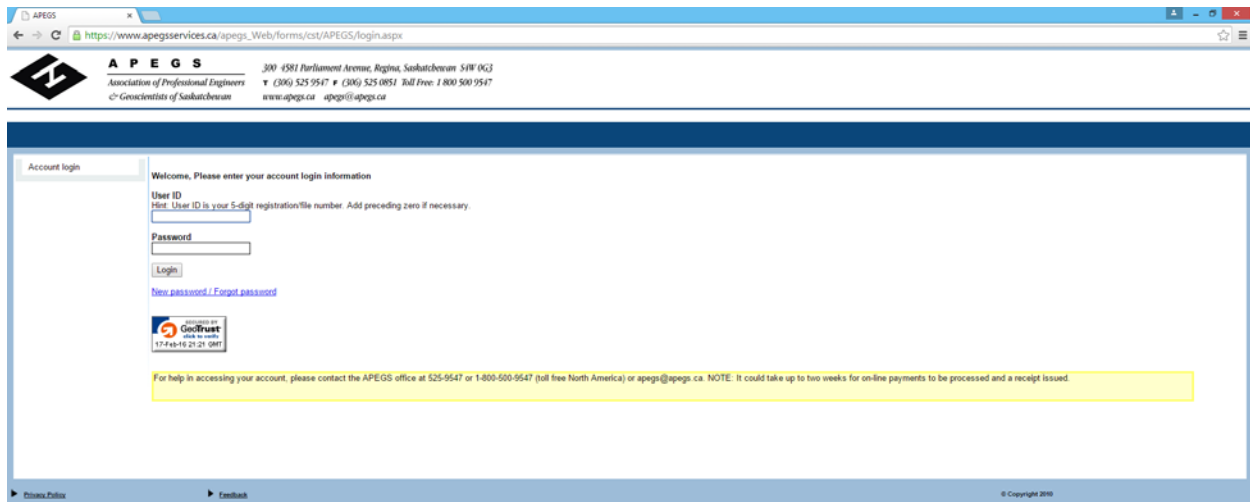 APEGS
https://www.apegsservices.ca/apegs_Web/forms/cst/APEGS/login.aspx
A P E G S
Association of Professional Engineers
& Geoscientists of Saskatchewan
300 4581 Parliament Avenue, Regina, Saskatchewan S4W 0G3
T (306) 525 9547 F (306) 525 0851 Toll Free: 1 800 500 9547
www.apegs.ca apegs@apegs.ca
Account login
Welcome, Please enter your account login information
User ID
Hint: User ID is your 5-digit registration/file number. Add preceding zero if necessary.
Password
Login
New password / Forgot password
SECURED BY
GeoTrust
click to verify
17-Feb-16 21:21 GMT
For help in accessing your account, please contact the APEGS office at 525-9547 or 1-800-500-9547 (toll free North America) or apegs@apegs.ca. NOTE: It could take up to two weeks for on-line payments to be processed and a receipt issued.
Privacy Policy
Feedback
© Copyright 2010